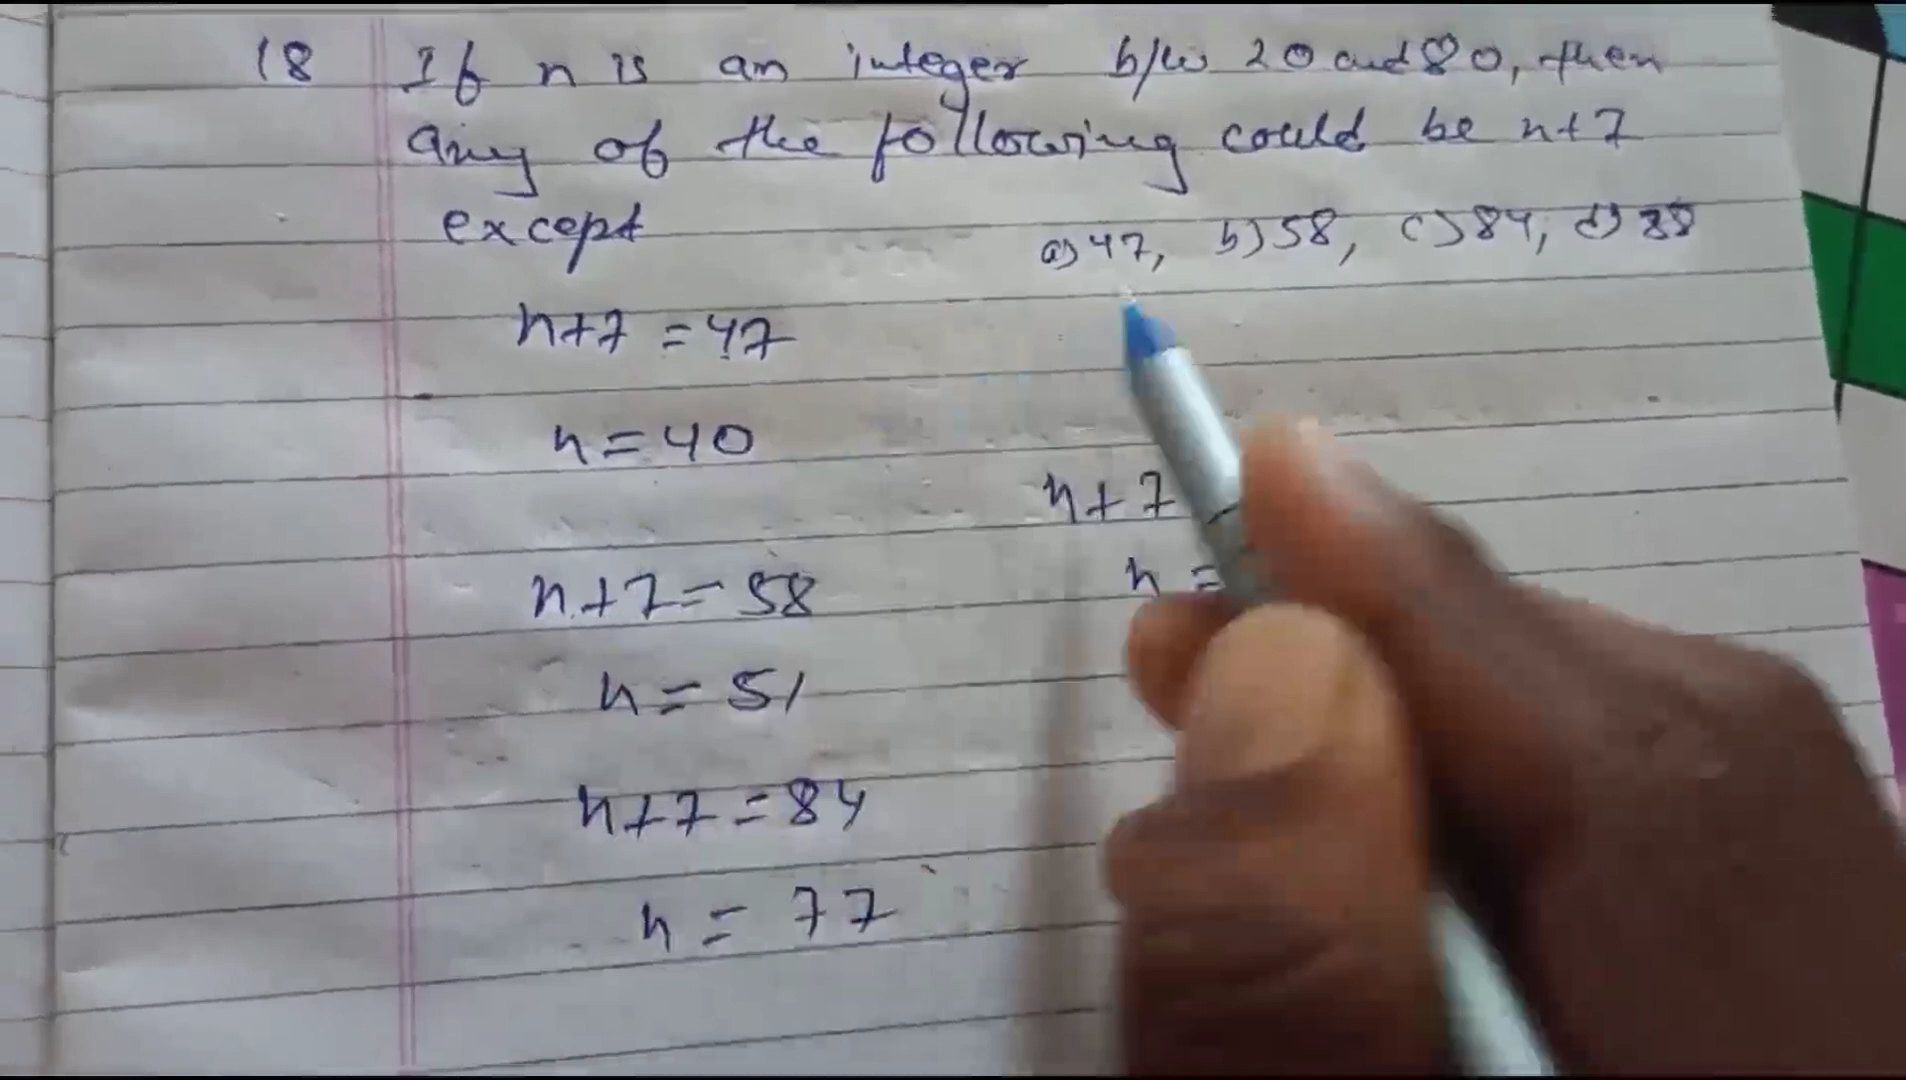 18 If n is an integer b/w 20 and 80, then
any of the following could be n+7
except
a) 47, b) 58, c) 84, d) 88
n+7 = 47
n = 40
n+7
n =
n+7 = 58
n = 51
n+7 = 84
n = 77